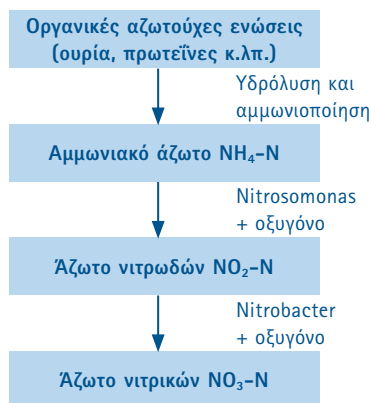 Οργανικές αζωτούχες ενώσεις
(ουρία, πρωτεΐνες κ.λπ.)
Υδρόλυση και
αμμωνιοποίηση
Αμμωνιακό άζωτο NH₄-N
Nitrosomonas
+ οξυγόνο
Άζωτο νιτρωδών NO₂-N
Nitrobacter
+ οξυγόνο
Άζωτο νιτρικών NO₃-N